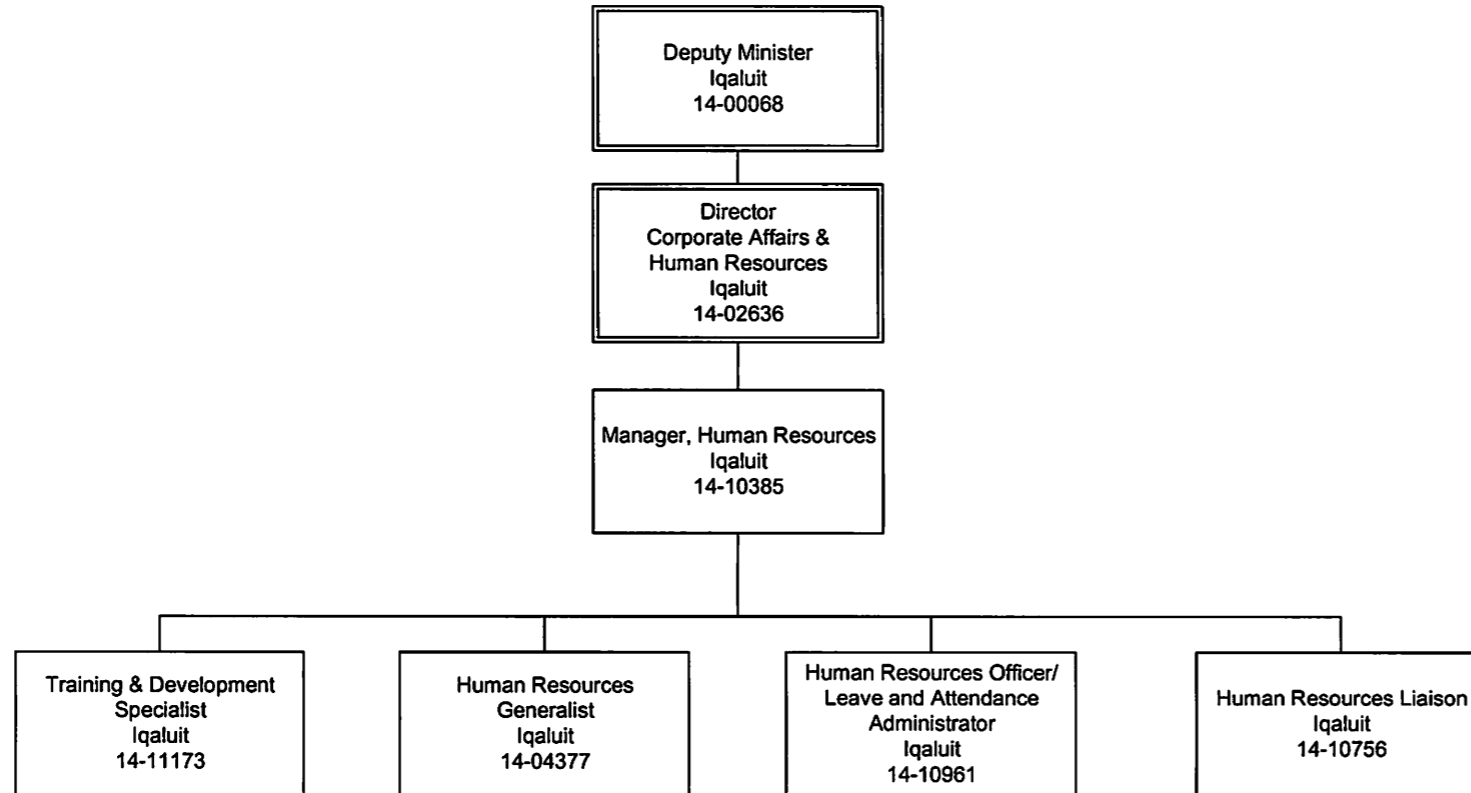 Deputy Minister
Iqaluit
14-00068
Director
Corporate Affairs &
Human Resources
Iqaluit
14-02636
Manager, Human Resources
Iqaluit
14-10385
Training & Development
Specialist
Iqaluit
14-11173
Human Resources
Generalist
Iqaluit
14-04377
Human Resources Officer/
Leave and Attendance
Administrator
Iqaluit
14-10961
Human Resources Liaison
Iqaluit
14-10756